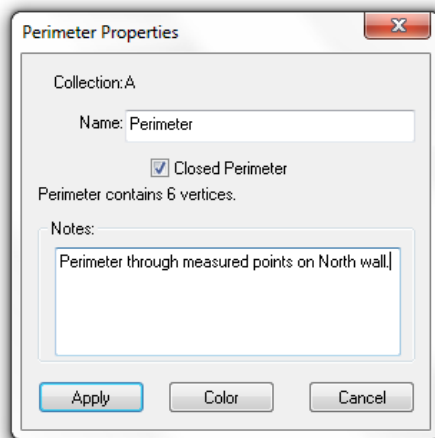 Perimeter Properties
Collection:A
Name: Perimeter
Closed Perimeter
Perimeter contains 6 vertices.
Notes:
Perimeter through measured points on North wall.
Apply Color Cancel